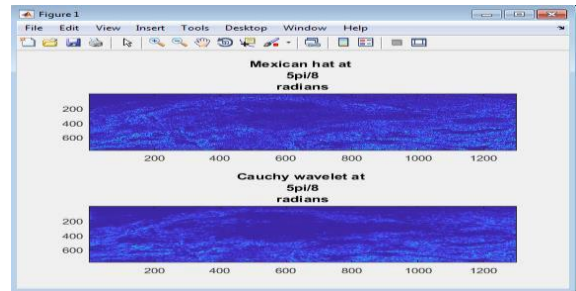 Figure 1
File Edit View Insert Tools Desktop Window Help
Mexican hat at
5pi/8
radians
200
400
600
200 400 600 800 1000 1200
Cauchy wavelet at
5pi/8
radians
200
400
600
200 400 600 800 1000 1200